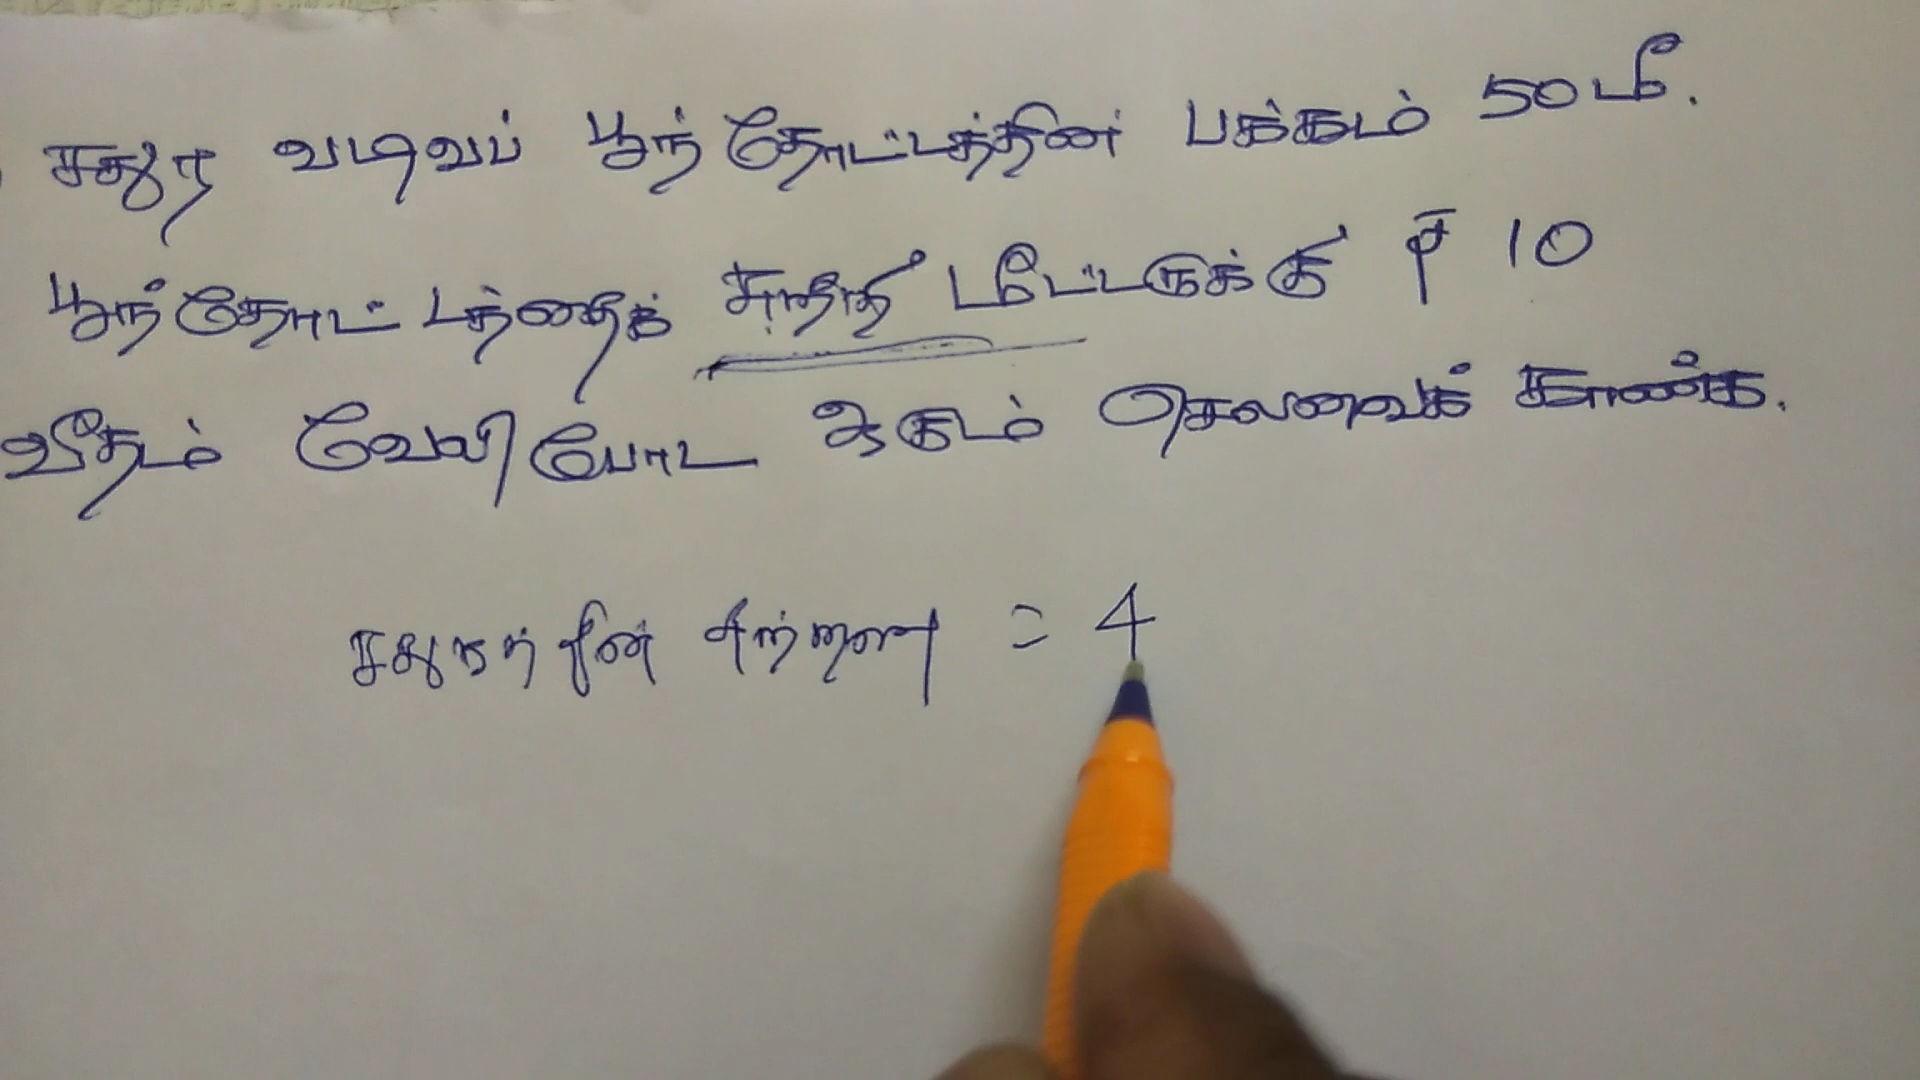 சதுர வடிவப் பூந்தோட்டத்தின் பக்கம் 50மீ.
பூந்தோட்டத்தைச் சுற்றி மீட்டருக்கு ₹ 10
வீதம் வேலி போட ஆகும் செலவைக் காண்க.
சதுரத்தின் சுற்றளவு = 4